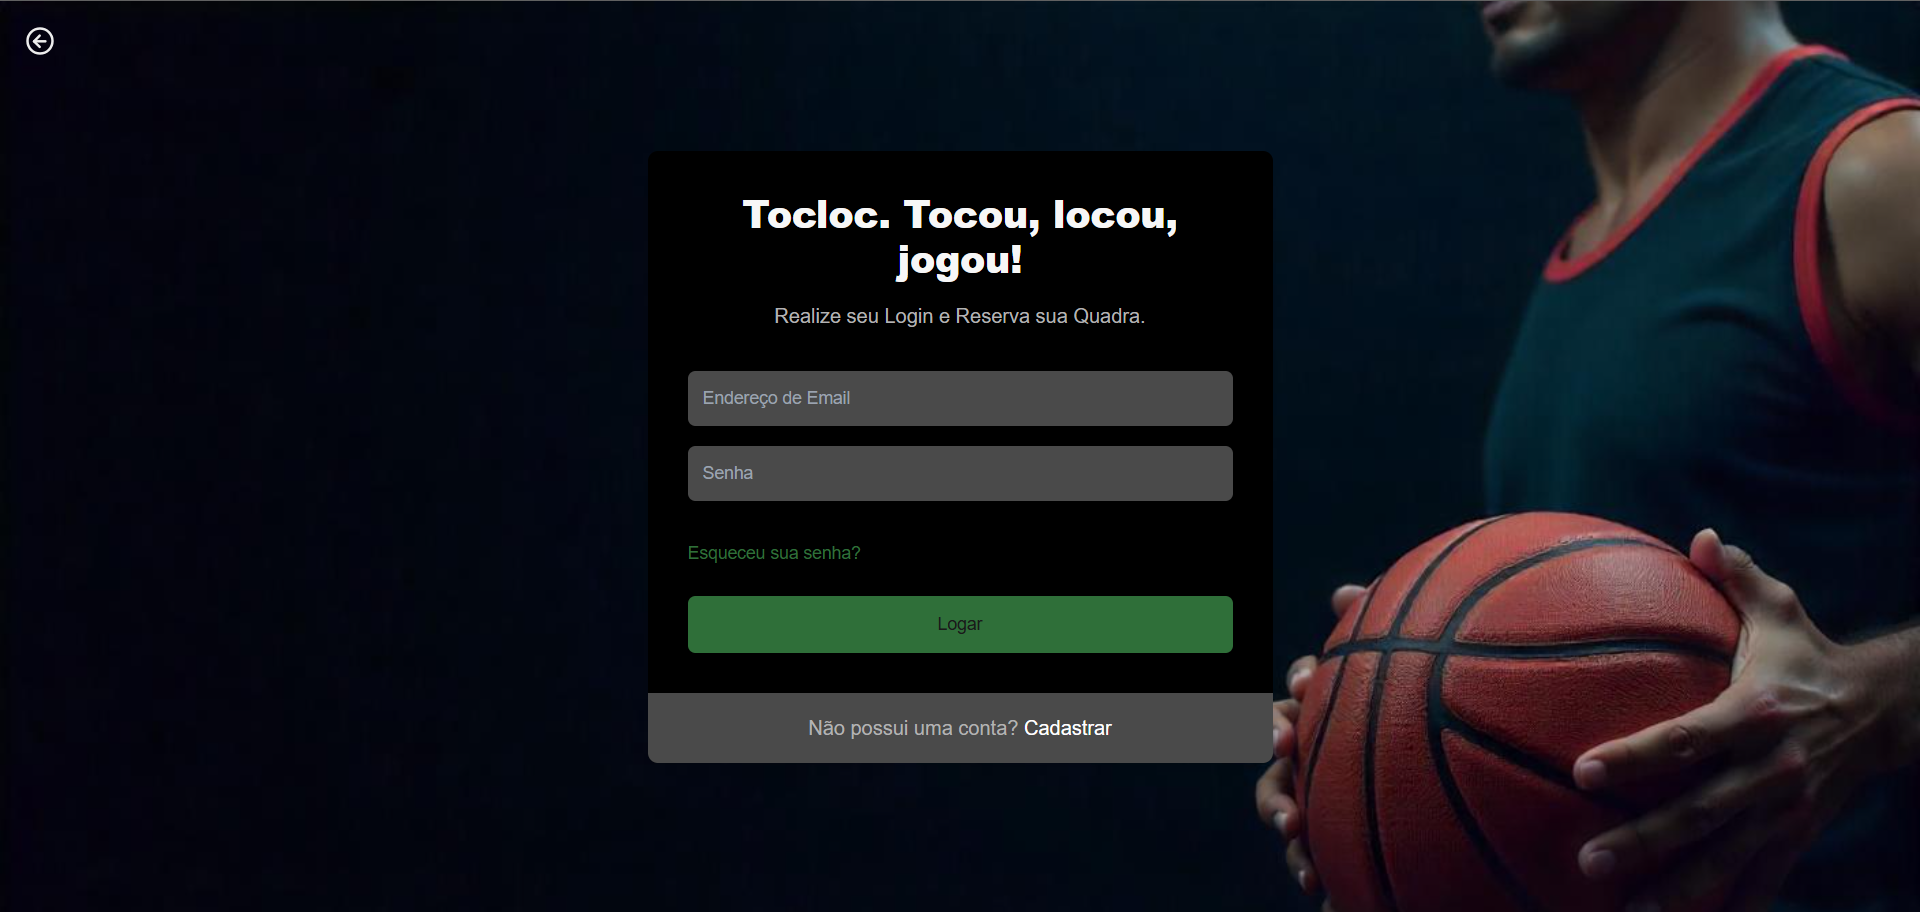 Tocloc. Tocou, locou,
jogou!
Realize seu Login e Reserva sua Quadra.
Endereço de Email
Senha
Esqueceu sua senha?
Logar
Não possui uma conta? Cadastrar